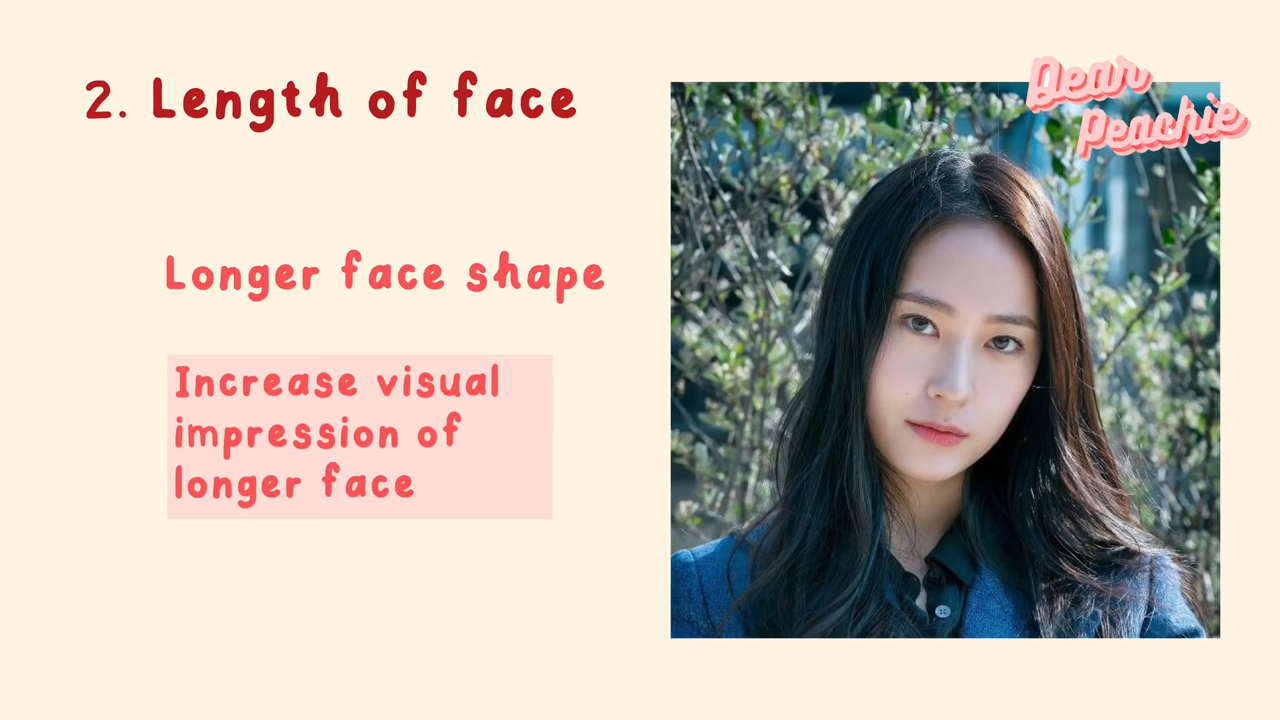 2. Length of face
Dear
Peachie
Longer face shape
Increase visual
impression of
longer face